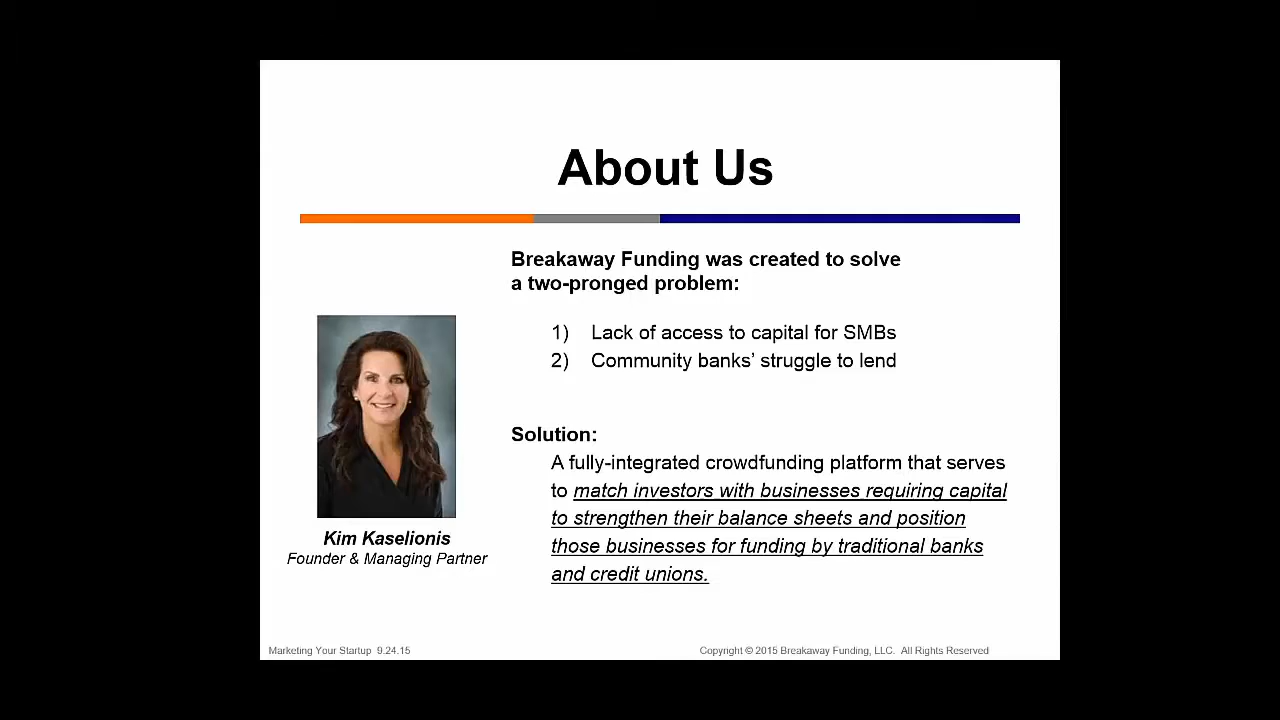 About Us
Breakaway Funding was created to solve
a two-pronged problem:
1) Lack of access to capital for SMBs
2) Community banks’ struggle to lend
Solution:
A fully-integrated crowdfunding platform that serves
to match investors with businesses requiring capital
to strengthen their balance sheets and position
those businesses for funding by traditional banks
and credit unions.
Kim Kaselionis
Founder & Managing Partner
Marketing Your Startup 9.24.15
Copyright © 2015 Breakaway Funding, LLC. All Rights Reserved